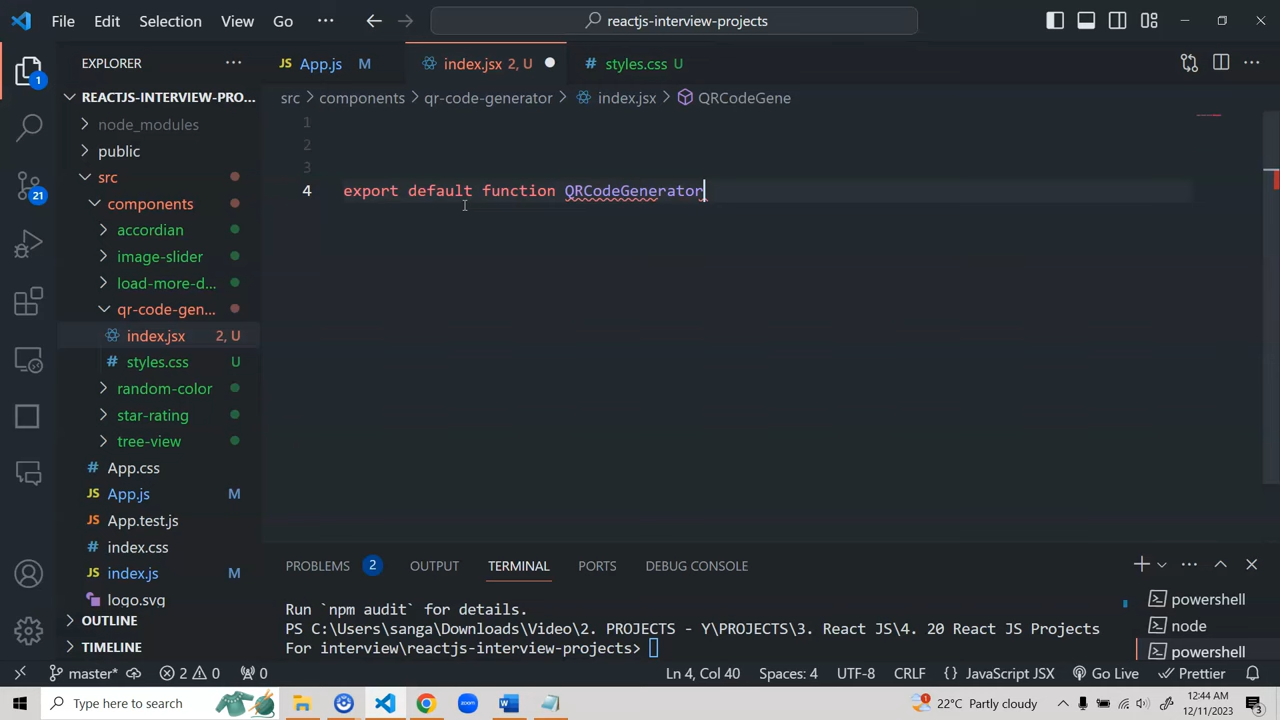 File Edit Selection View Go ··· reactjs-interview-projects
EXPLORER ···
App.js M
index.jsx 2, U
styles.css U
src > components > qr-code-generator > index.jsx > QRCodeGene
REACTJS-INTERVIEW-PRO...
node_modules
public
src
components
accordian
image-slider
load-more-d...
qr-code-gen...
index.jsx 2, U
styles.css U
random-color
star-rating
tree-view
App.css
App.js M
App.test.js
index.css
index.js M
logo.svg
OUTLINE
TIMELINE
1
2
3
4 export default function QRCodeGenerator
PROBLEMS 2 OUTPUT TERMINAL PORTS DEBUG CONSOLE
Run `npm audit` for details.
PS C:\Users\sanga\Downloads\Video\2. PROJECTS - Y\PROJECTS\3. React JS\4. 20 React JS Projects
For interview\reactjs-interview-projects>
powershell
node
powershell
1
21
master* 2 0 0 Ln 4, Col 40 Spaces: 4 UTF-8 CRLF {} JavaScript JSX Go Live Prettier
Type here to search
zoom
1 22°C Partly cloudy
12:44 AM
12/11/2023
3